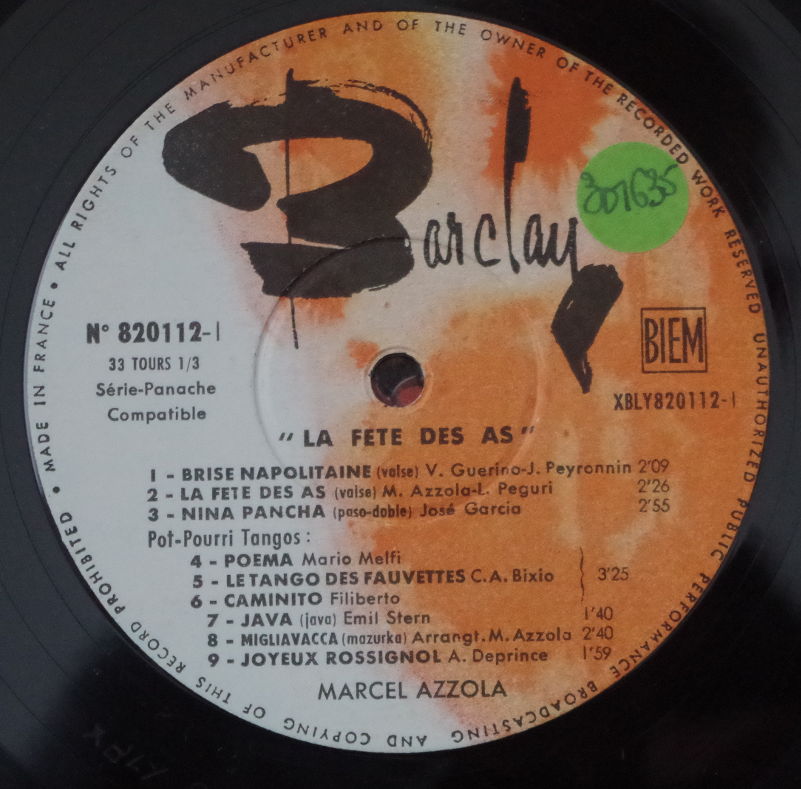 MADE IN FRANCE • ALL RIGHTS OF THE MANUFACTURER AND OF THE OWNER OF THE RECORDED WORK RESERVED UNAUTHORIZED PUBLIC PERFORMANCE BROADCASTING AND COPYING OF THIS RECORD PROHIBITED •
Barclay
301635
N° 820112-1
33 TOURS 1/3
Série-Panache
Compatible
BIEM
XBLY820112-1
"LA FETE DES AS"
1 - BRISE NAPOLITAINE (valse) V. Guerino-J. Peyronnin 2'09
2 - LA FETE DES AS (valse) M. Azzola-L. Peguri 2'26
3 - NINA PANCHA (paso-doble) José Garcia 2'55
Pot-Pourri Tangos :
4 - POEMA Mario Melfi
5 - LE TANGO DES FAUVETTES C.A. Bixio 3'25
6 - CAMINITO Filiberto
7 - JAVA (java) Emil Stern 1'40
8 - MIGLIAVACCA (mazurka) Arrangt. M. Azzola 2'40
9 - JOYEUX ROSSIGNOL A. Deprince 1'59
MARCEL AZZOLA